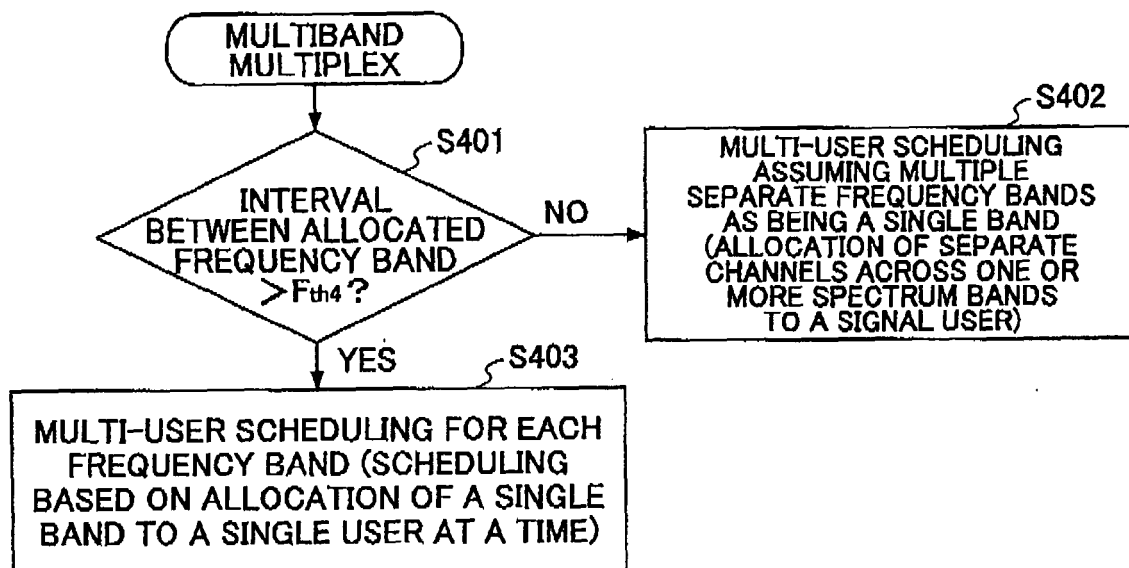 MULTIBAND
MULTIPLEX
S401
INTERVAL
BETWEEN ALLOCATED
FREQUENCY BAND
> Fth4 ?
NO
S402
MULTI-USER SCHEDULING
ASSUMING MULTIPLE
SEPARATE FREQUENCY BANDS
AS BEING A SINGLE BAND
(ALLOCATION OF SEPARATE
CHANNELS ACROSS ONE OR
MORE SPECTRUM BANDS
TO A SIGNAL USER)
YES
S403
MULTI-USER SCHEDULING FOR EACH
FREQUENCY BAND (SCHEDULING
BASED ON ALLOCATION OF A SINGLE
BAND TO A SINGLE USER AT A TIME)